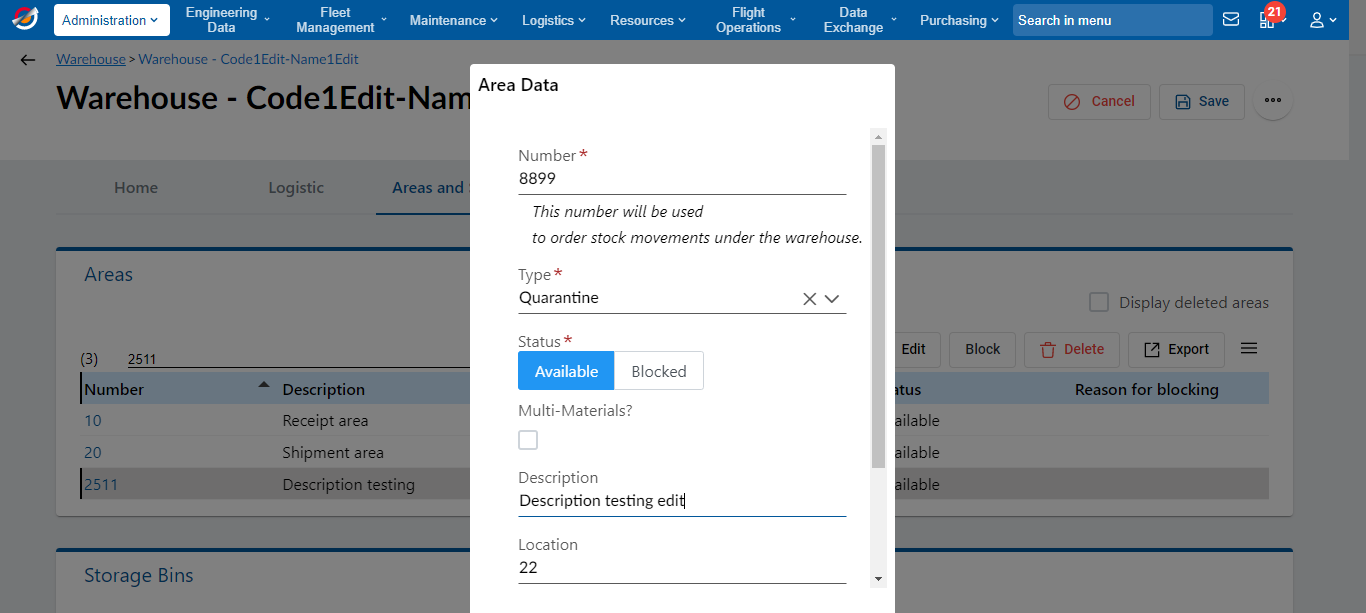 Administration
Engineering
Data
Fleet
Management
Maintenance
Logistics
Resources
Flight
Operations
Data
Exchange
Purchasing
Search in menu
21
Warehouse > Warehouse - Code1Edit-Name1Edit
Warehouse - Code1Edit-Nam
Cancel
Save
Home
Logistic
Areas and
Areas
Display deleted areas
(3)
2511
Edit
Block
Delete
Export
Number
Description
atus
Reason for blocking
10
Receipt area
ailable
20
Shipment area
ailable
2511
Description testing
ailable
Storage Bins
Area Data
Number*
8899
This number will be used
to order stock movements under the warehouse.
Type*
Quarantine
Status*
Available
Blocked
Multi-Materials?
Description
Description testing edit
Location
22